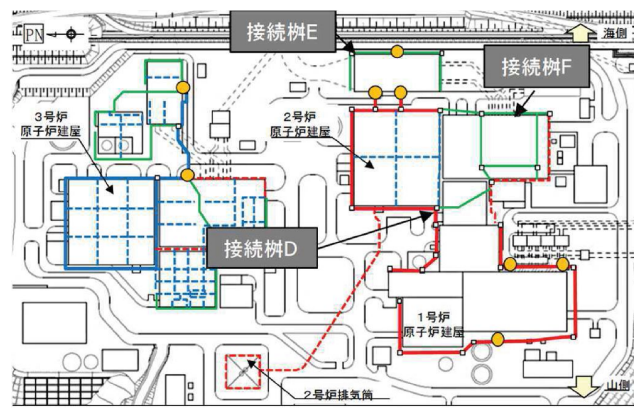 PN
接続桝E
海側
接続桝F
3号炉
原子炉建屋
2号炉
原子炉建屋
接続桝D
1号炉
原子炉建屋
2号炉排気筒
山側